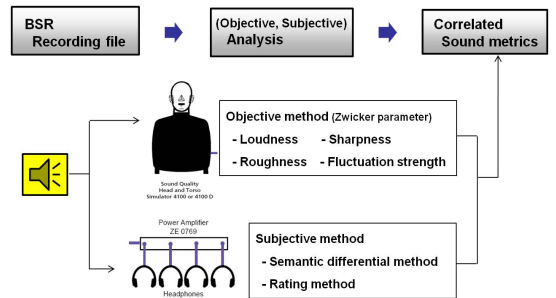 BSR
Recording file
(Objective, Subjective)
Analysis
Correlated
Sound metrics
Objective method (Zwicker parameter)
- Loudness - Sharpness
- Roughness - Fluctuation strength
Sound Quality
Head and Torso
Simulator 4100 or 4100 D
Power Amplifier
ZE 0769
Headphones
Subjective method
- Semantic differential method
- Rating method